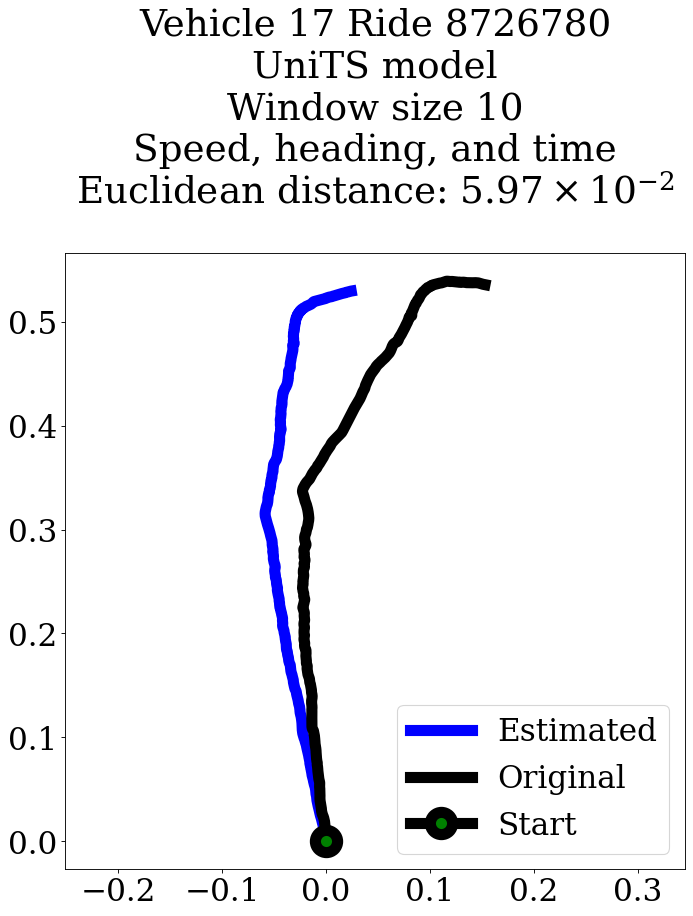 Vehicle 17 Ride 8726780
UniTS model
Window size 10
Speed, heading, and time
Euclidean distance: 5.97 × 10⁻²
0.5
0.4
0.3
0.2
0.1
0.0
−0.2 −0.1 0.0 0.1 0.2 0.3
Estimated
Original
Start